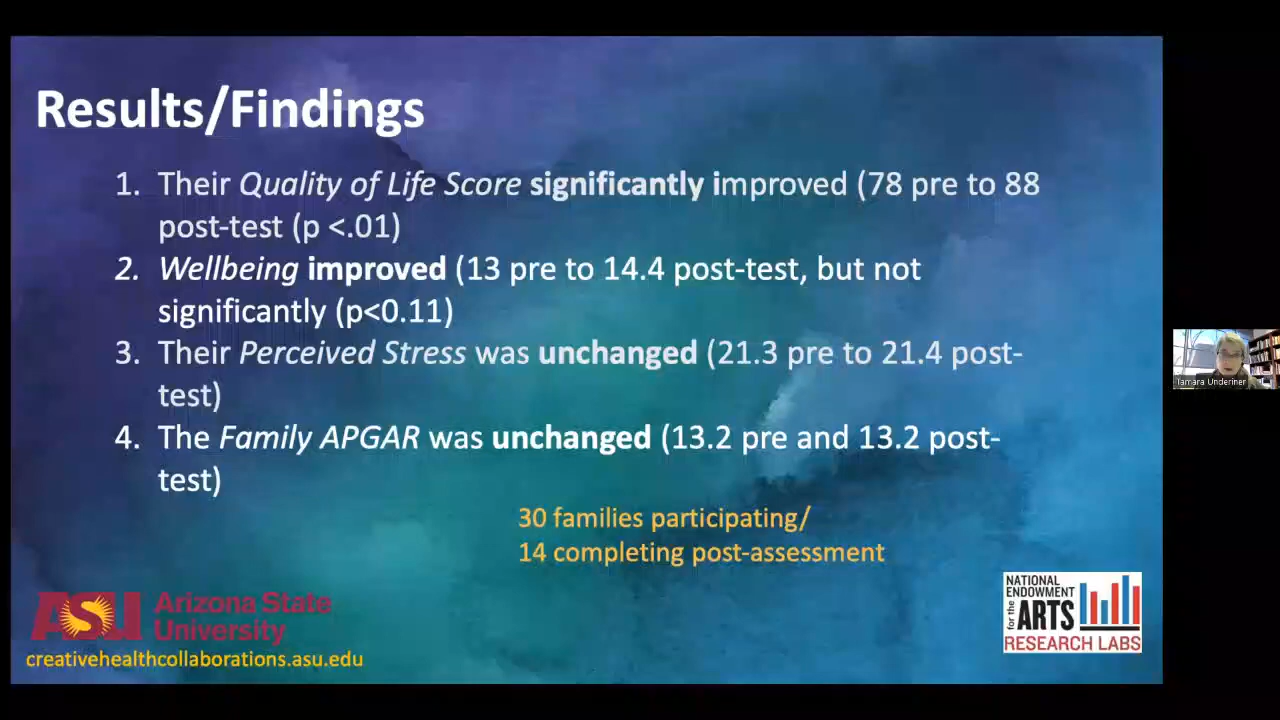 Results/Findings
1. Their Quality of Life Score significantly improved (78 pre to 88
post-test (p <.01)
2. Wellbeing improved (13 pre to 14.4 post-test, but not
significantly (p<0.11)
3. Their Perceived Stress was unchanged (21.3 pre to 21.4 post-
test)
4. The Family APGAR was unchanged (13.2 pre and 13.2 post-
test)
30 families participating/
14 completing post-assessment
ASU Arizona State
University
creativehealthcollaborations.asu.edu
NATIONAL
ENDOWMENT
for the ARTS
RESEARCH LABS
Tamara Underiner